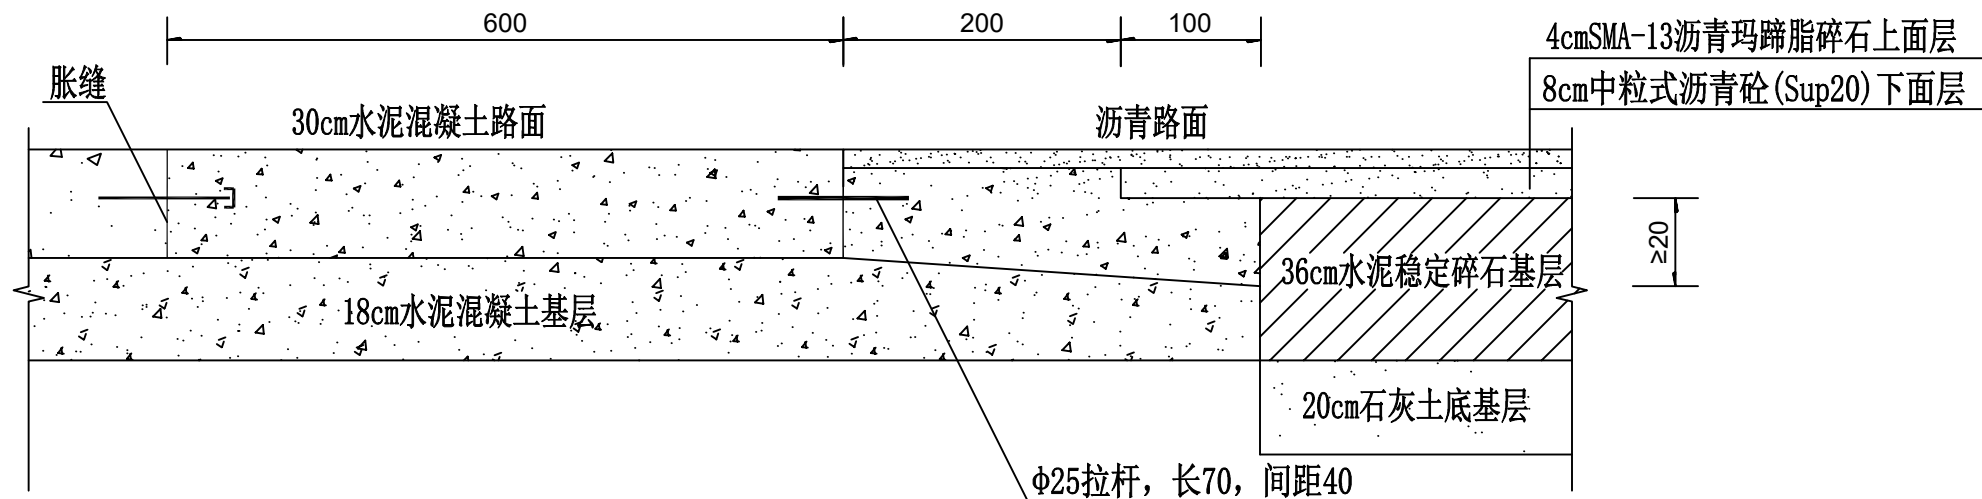 600
200
100
4cmSMA-13沥青玛蹄脂碎石上面层
8cm中粒式沥青砼(Sup20)下面层
胀缝
30cm水泥混凝土路面
沥青路面
≥20
36cm水泥稳定碎石基层
18cm水泥混凝土基层
20cm石灰土底基层
Φ25拉杆，长70，间距40